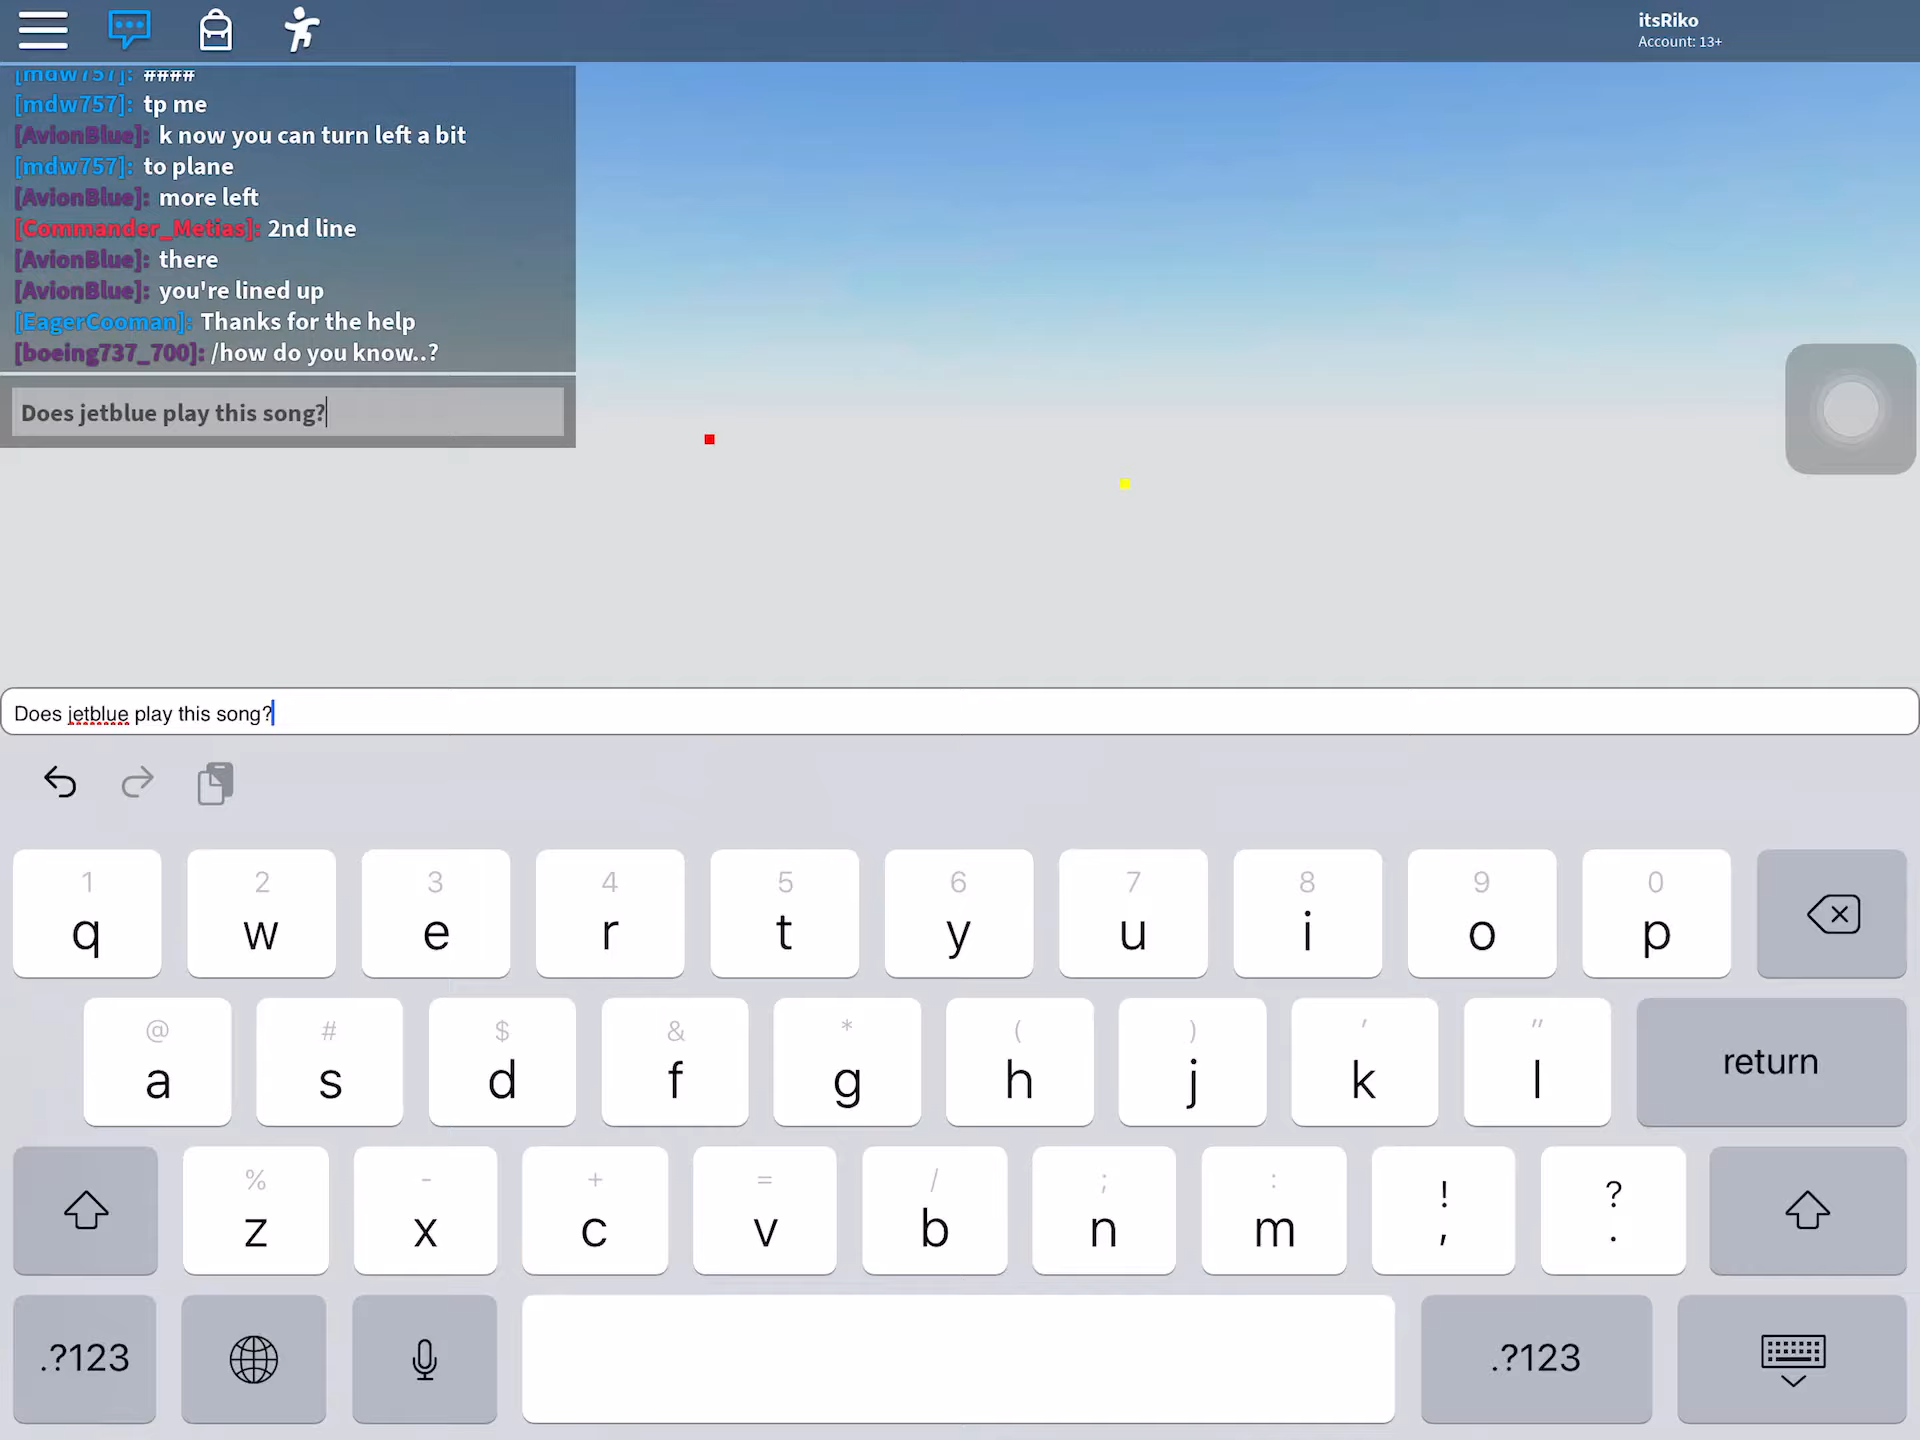 itsRiko
Account: 13+
[mdw757]: ####
[mdw757]: tp me
[AvionBlue]: k now you can turn left a bit
[mdw757]: to plane
[AvionBlue]: more left
[Commander_Metias]: 2nd line
[AvionBlue]: there
[AvionBlue]: you're lined up
[EagerCooman]: Thanks for the help
[boeing737_700]: /how do you know..?
Does jetblue play this song?
Does jetblue play this song?
1 2 3 4 5 6 7 8 9 0
q w e r t y u i o p
@ # $ & * ( ) ' "
a s d f g h j k l return
% - + = / ; : ! ?
z x c v b n m , .
.?123 .?123